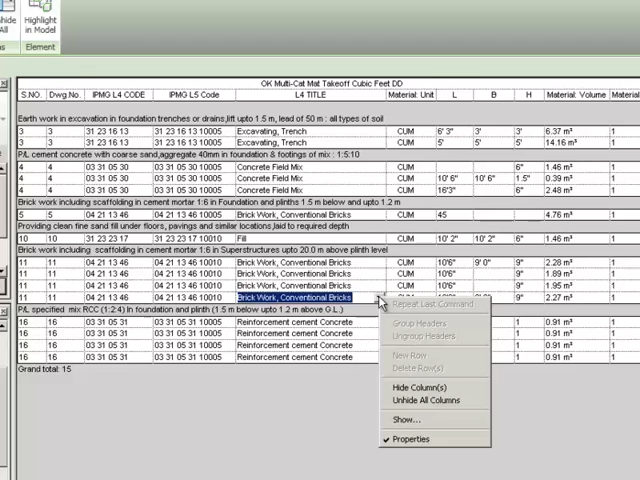 hide Highlight
All in Model
Element
OK Multi-Cat Mat Takeoff Cubic Feet DD
S.NO. Dwg.No. IPMG L4 CODE IPMG L5 Code L4 TITLE Material: Unit L B H Material: Volume Material
Earth work in excavation in foundation trenches or drains,lift upto 1.5 m, lead of 50 m : all types of soil
3 3 31 23 16 13 31 23 16 13 10005 Excavating, Trench CUM 6' 3" 3' 3' 6.37 m³ 1
3 3 31 23 16 13 31 23 16 13 10005 Excavating, Trench CUM 5' 5' 3' 14.16 m³ 1
P/L cement concrete with coarse sand,aggregate 40mm in foundation & footings of mix : 1:5:10
4 4 03 31 05 30 03 31 05 30 10005 Concrete Field Mix CUM 6" 1.46 m³ 1
4 4 03 31 05 30 03 31 05 30 10005 Concrete Field Mix CUM 10' 6" 10' 6" 1.5" 0.39 m³ 1
4 4 03 31 05 30 03 31 05 30 10005 Concrete Field Mix CUM 16'3" 6" 2.48 m³ 1
Brick work including scaffolding in cement mortar 1:6 in Foundation and plinths 1.5 m below and upto 1.2 m
5 5 04 21 13 46 04 21 13 46 10005 Brick Work, Conventional Bricks CUM 45 4.76 m³ 1
Providing clean fine sand fill under floors, pavings and similar locations,laid to required depth
10 10 31 23 23 17 31 23 23 17 10005 Fill CUM 10' 2" 10' 2" 6" 1.46 m³ 1
Brick work including scaffolding in cement mortar 1:6 in Superstructures upto 20.0 m above plinth level
11 11 04 21 13 46 04 21 13 46 10010 Brick Work, Conventional Bricks CUM 10'6" 9' 0" 9" 2.28 m³ 1
11 11 04 21 13 46 04 21 13 46 10010 Brick Work, Conventional Bricks CUM 10'6" 9" 1.89 m³ 1
11 11 04 21 13 46 04 21 13 46 10010 Brick Work, Conventional Bricks CUM 10'6" 9" 1.95 m³ 1
11 11 04 21 13 46 04 21 13 46 10010 Brick Work, Conventional Bricks 9" 2.27 m³ 1
P/L specified mix RCC (1:2:4) In foundation and plinth (1.5 m below upto 1.2 m above G.L.)
16 16 03 31 05 31 03 31 05 31 10005 Reinforcement cement Concrete 1 0.91 m³ 1
16 16 03 31 05 31 03 31 05 31 10005 Reinforcement cement Concrete 1 0.91 m³ 1
16 16 03 31 05 31 03 31 05 31 10005 Reinforcement cement Concrete 1 0.91 m³ 1
16 16 03 31 05 31 03 31 05 31 10005 Reinforcement cement Concrete 1 0.91 m³ 1
Grand total: 15
Repeat Last Command
Group Headers
Ungroup Headers
New Row
Delete Row(s)
Hide Column(s)
Unhide All Columns
Show...
Properties